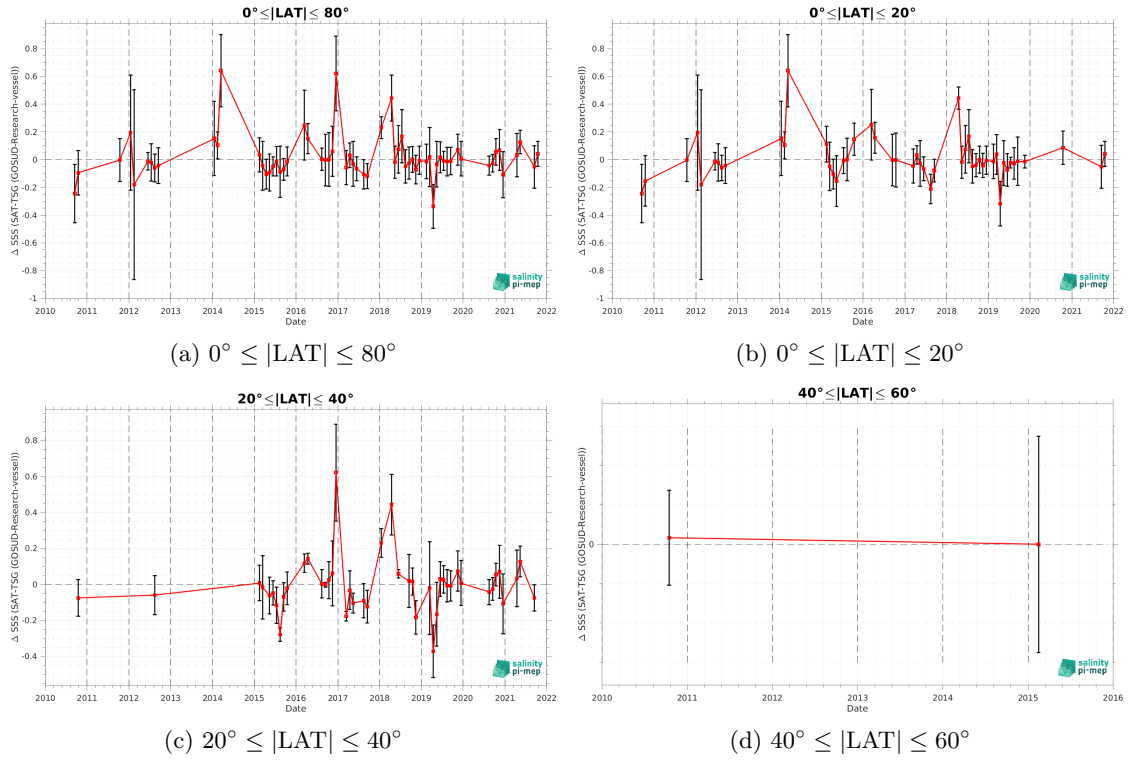 0°≤|LAT|≤ 80°
Δ SSS (SAT-TSG (GOSUD-Research-vessel))
0.8
0.6
0.4
0.2
0
-0.2
-0.4
-0.6
-0.8
-1
2010 2011 2012 2013 2014 2015 2016 2017 2018 2019 2020 2021 2022
Date
salinity
pi-mep
(a) 0° ≤ |LAT| ≤ 80°
0°≤|LAT|≤ 20°
Δ SSS (SAT-TSG (GOSUD-Research-vessel))
0.8
0.6
0.4
0.2
0
-0.2
-0.4
-0.6
-0.8
-1
2010 2011 2012 2013 2014 2015 2016 2017 2018 2019 2020 2021 2022
Date
salinity
pi-mep
(b) 0° ≤ |LAT| ≤ 20°
20°≤|LAT|≤ 40°
Δ SSS (SAT-TSG (GOSUD-Research-vessel))
0.8
0.6
0.4
0.2
0
-0.2
-0.4
2010 2011 2012 2013 2014 2015 2016 2017 2018 2019 2020 2021 2022
Date
salinity
pi-mep
(c) 20° ≤ |LAT| ≤ 40°
40°≤|LAT|≤ 60°
Δ SSS (SAT-TSG (GOSUD-Research-vessel))
0
2010 2011 2012 2013 2014 2015 2016
Date
salinity
pi-mep
(d) 40° ≤ |LAT| ≤ 60°